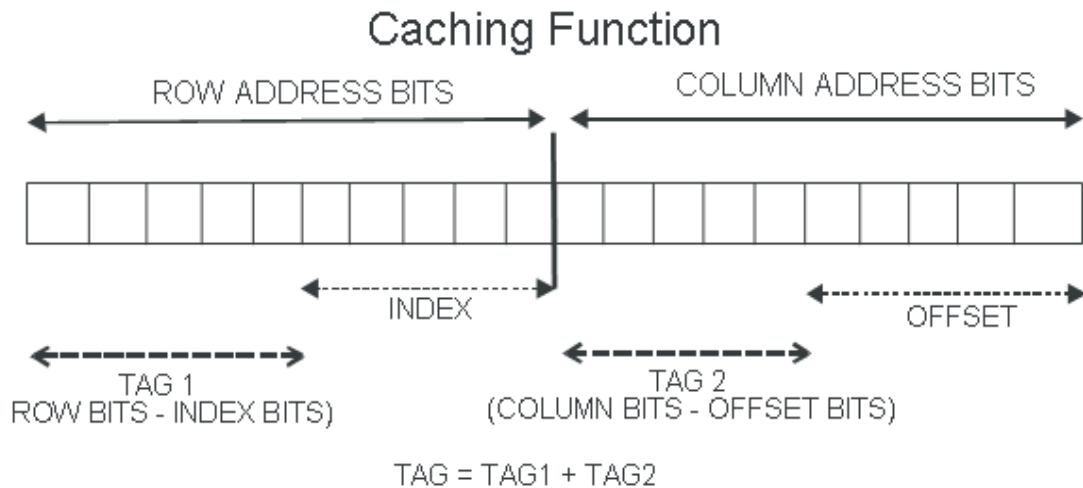 Caching Function
ROW ADDRESS BITS
COLUMN ADDRESS BITS
INDEX
OFFSET
TAG 1
ROW BITS - INDEX BITS)
TAG 2
(COLUMN BITS - OFFSET BITS)
TAG = TAG1 + TAG2